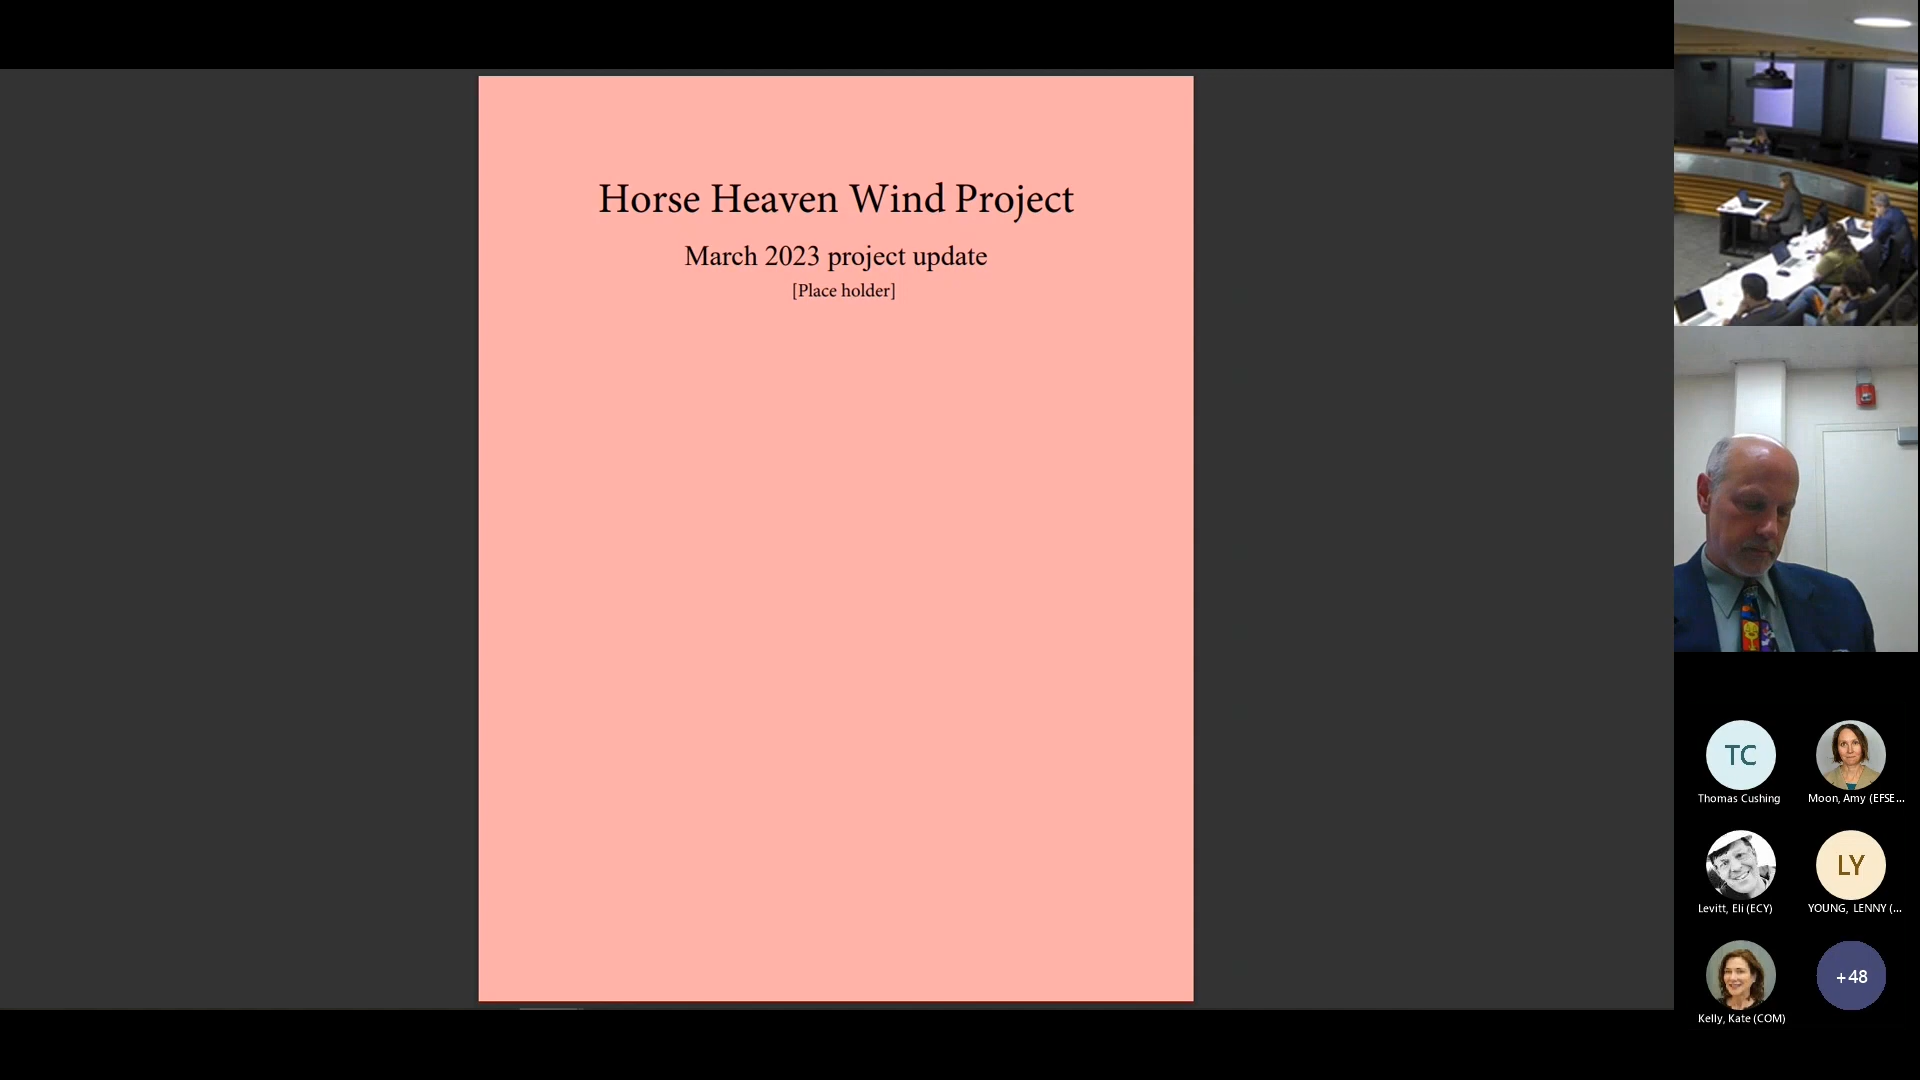 Horse Heaven Wind Project
March 2023 project update
[Place holder]
TC
Thomas Cushing
Moon, Amy (EFSE...
Levitt, Eli (ECY)
LY
YOUNG, LENNY (...
Kelly, Kate (COM)
+48